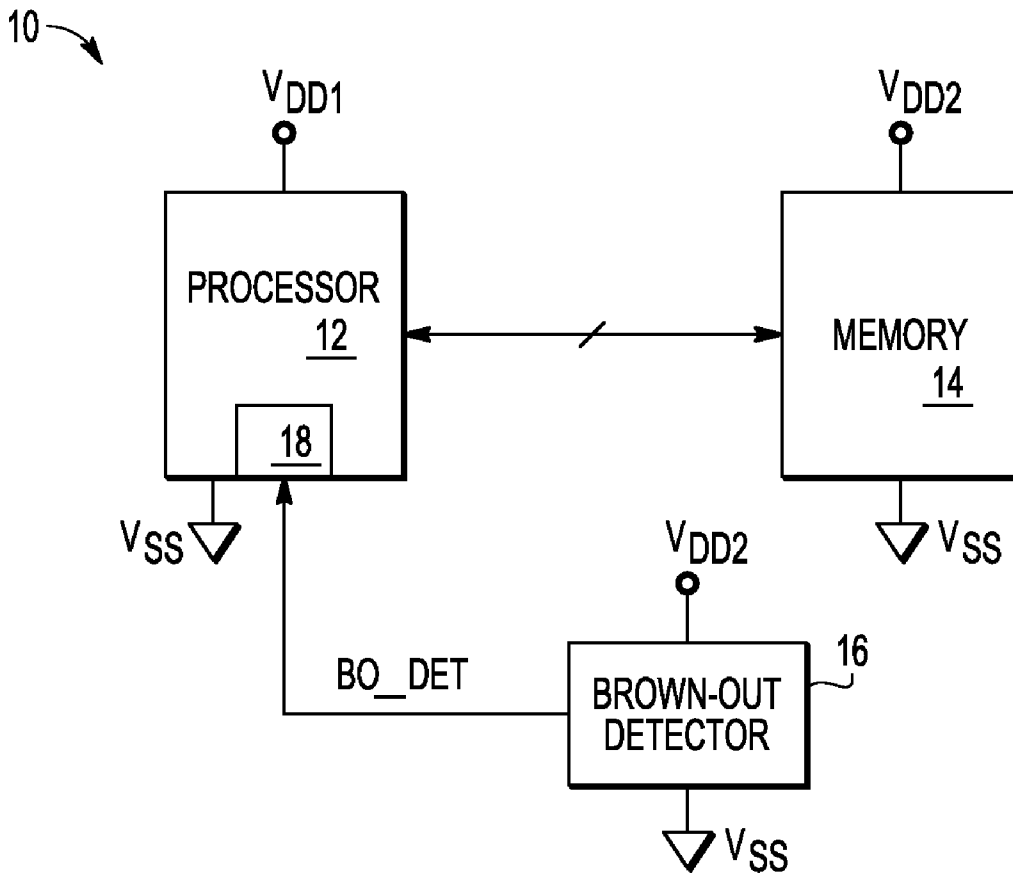 10
VDD1
VDD2
PROCESSOR
12
MEMORY
14
18
VSS
VDD2
VSS
BO_DET
BROWN-OUT
DETECTOR
16
VSS